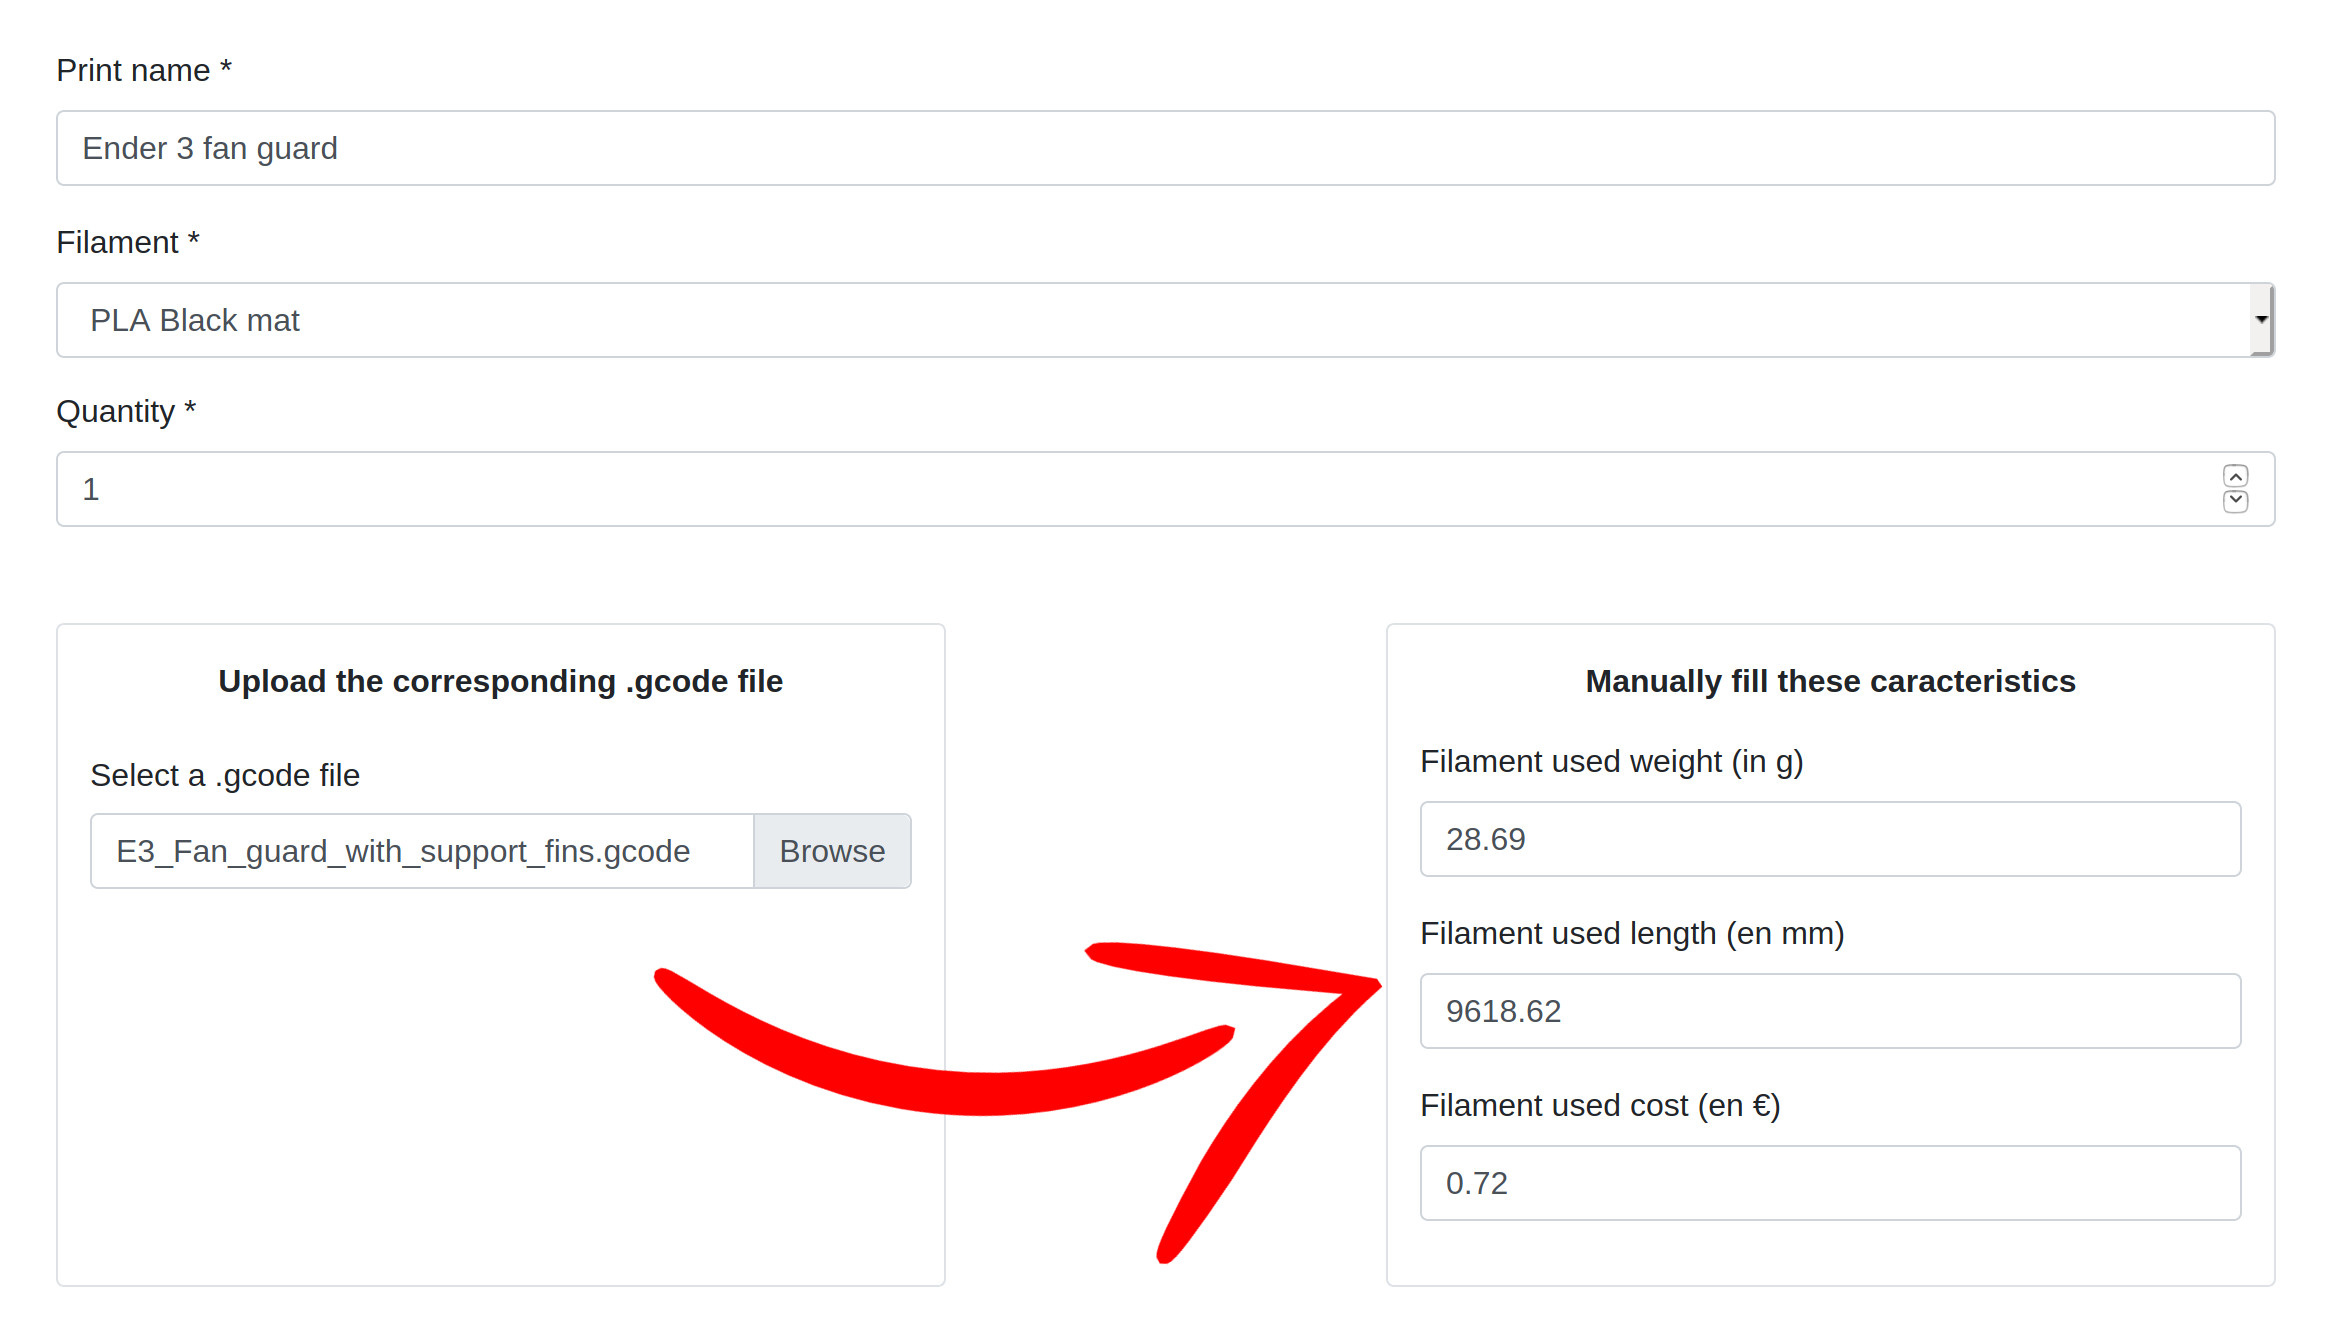 Print name *
Ender 3 fan guard
Filament *
PLA Black mat
Quantity *
1
Upload the corresponding .gcode file
Select a .gcode file
E3_Fan_guard_with_support_fins.gcode Browse
Manually fill these caracteristics
Filament used weight (in g)
28.69
Filament used length (en mm)
9618.62
Filament used cost (en €)
0.72